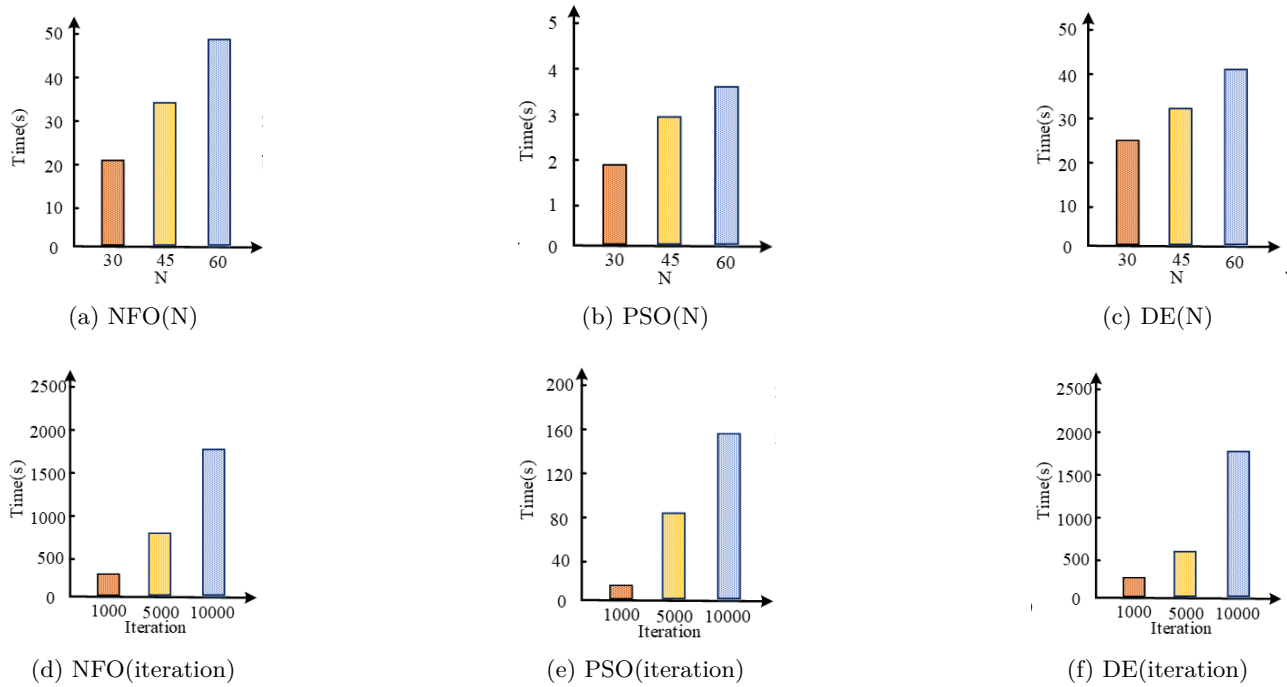 50
40
30
20
10
0
Time(s)
30 45 60
N
(a) NFO(N)
5
4
3
2
1
0
Time(s)
30 45 60
N
(b) PSO(N)
50
40
30
20
10
0
Time(s)
30 45 60
N
(c) DE(N)
2500
2000
1500
1000
500
0
Time(s)
1000 5000 10000
Iteration
(d) NFO(iteration)
200
160
120
80
40
0
Time(s)
1000 5000 10000
Iteration
(e) PSO(iteration)
2500
2000
1500
1000
500
0
Time(s)
1000 5000 10000
Iteration
(f) DE(iteration)